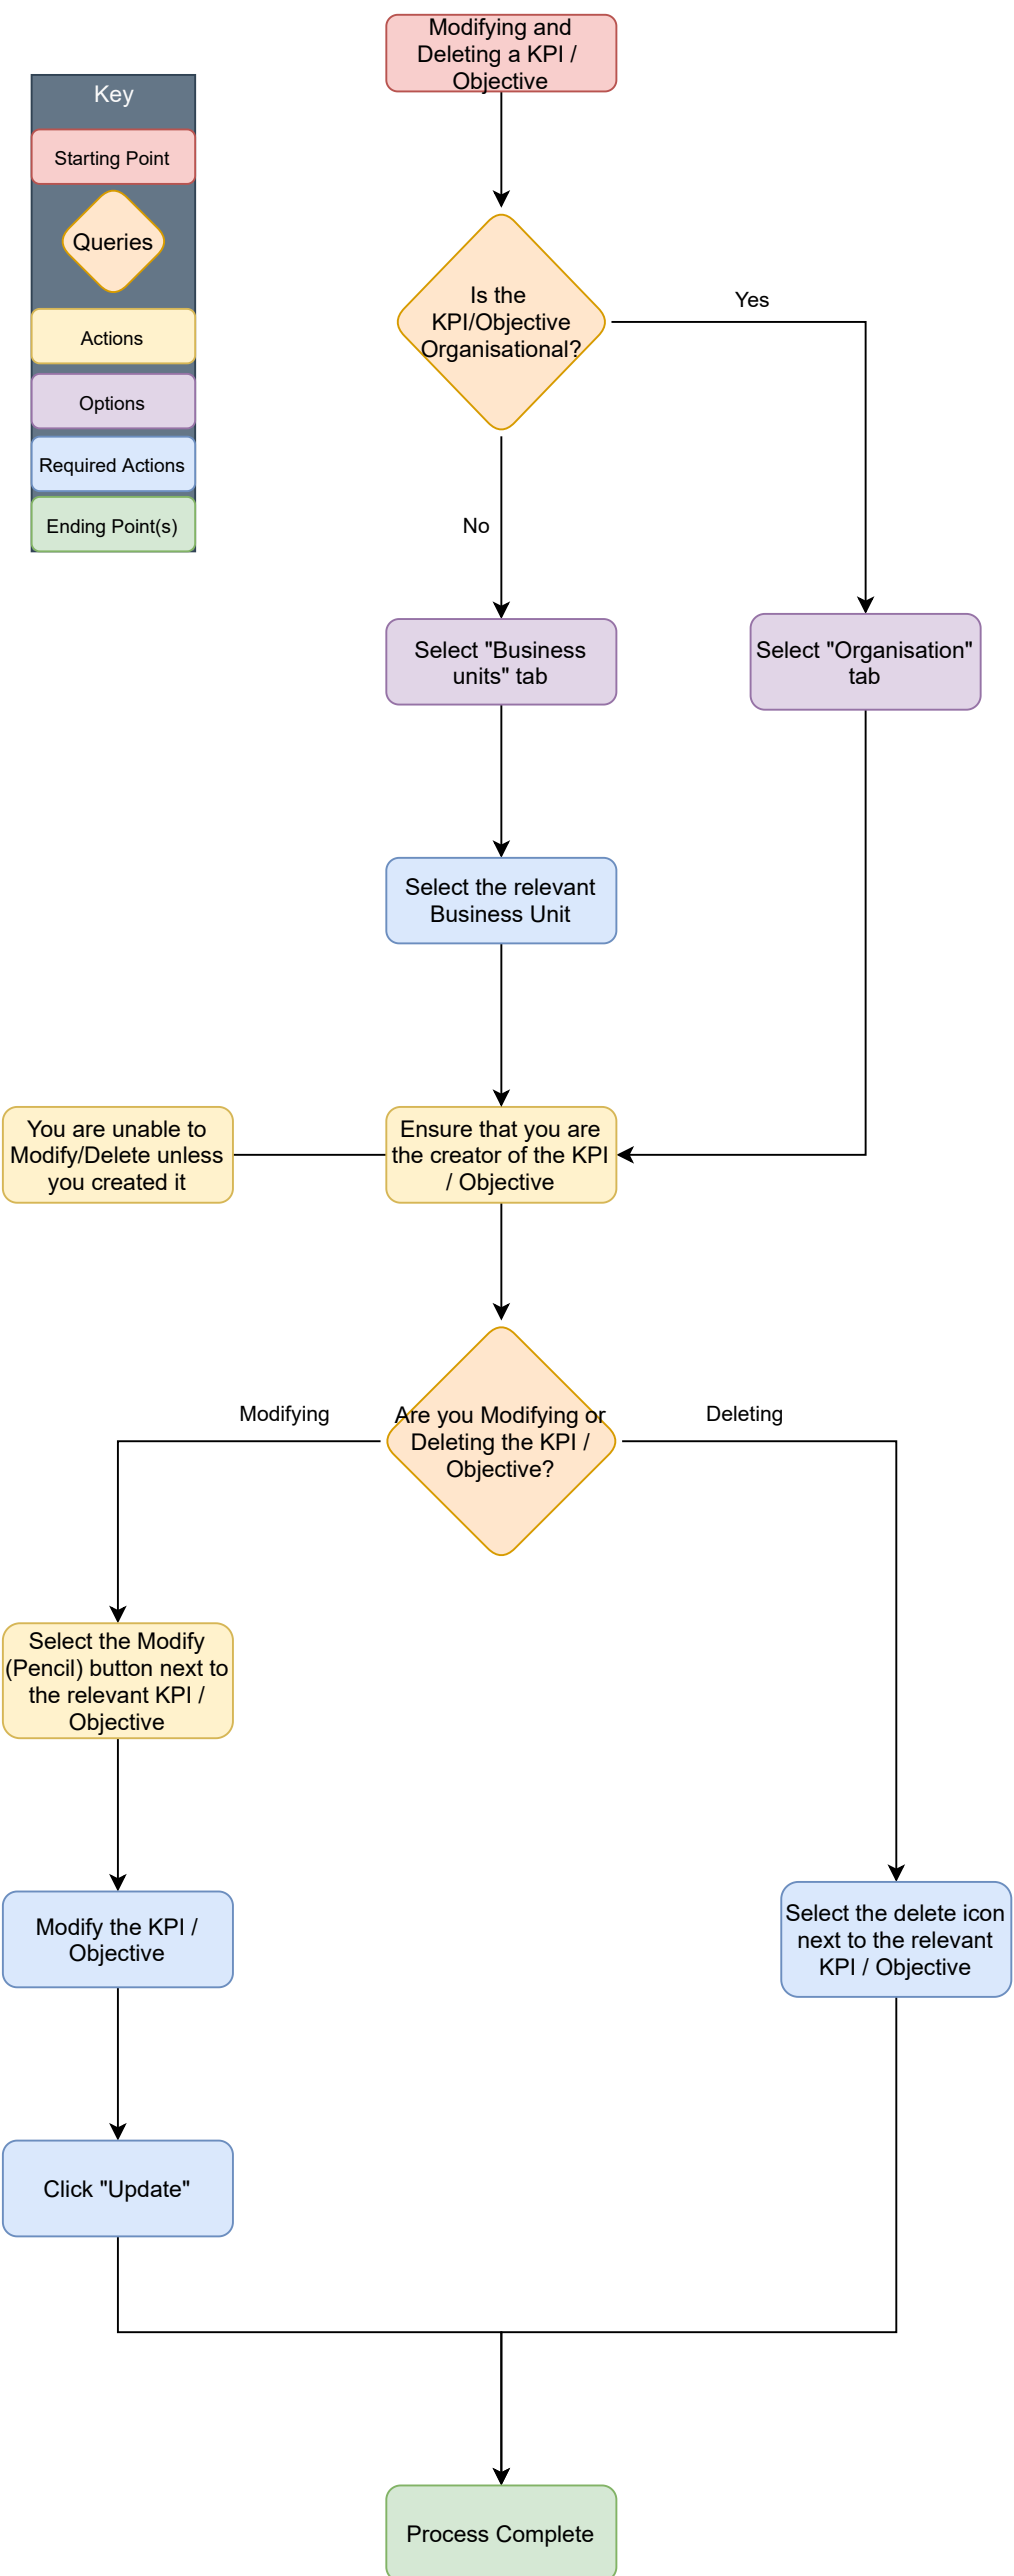 Modifying and
Deleting a KPI /
Objective
Key
Starting Point
Queries
Actions
Options
Required Actions
Ending Point(s)
Is the
KPI/Objective
Organisational?
Yes
No
Select "Business
units" tab
Select "Organisation"
tab
Select the relevant
Business Unit
You are unable to
Modify/Delete unless
you created it
Ensure that you are
the creator of the KPI
/ Objective
Modifying
Are you Modifying or
Deleting the KPI /
Objective?
Deleting
Select the Modify
(Pencil) button next to
the relevant KPI /
Objective
Modify the KPI /
Objective
Select the delete icon
next to the relevant
KPI / Objective
Click "Update"
Process Complete